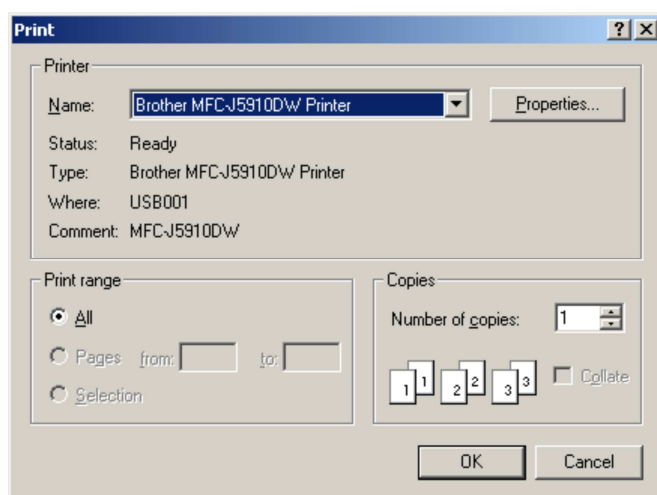 Print
Printer
Name: Brother MFC-J5910DW Printer Properties...
Status: Ready
Type: Brother MFC-J5910DW Printer
Where: USB001
Comment: MFC-J5910DW
Print range
All
Pages from: to:
Selection
Copies
Number of copies: 1
1 1 2 2 3 3 Collate
OK Cancel